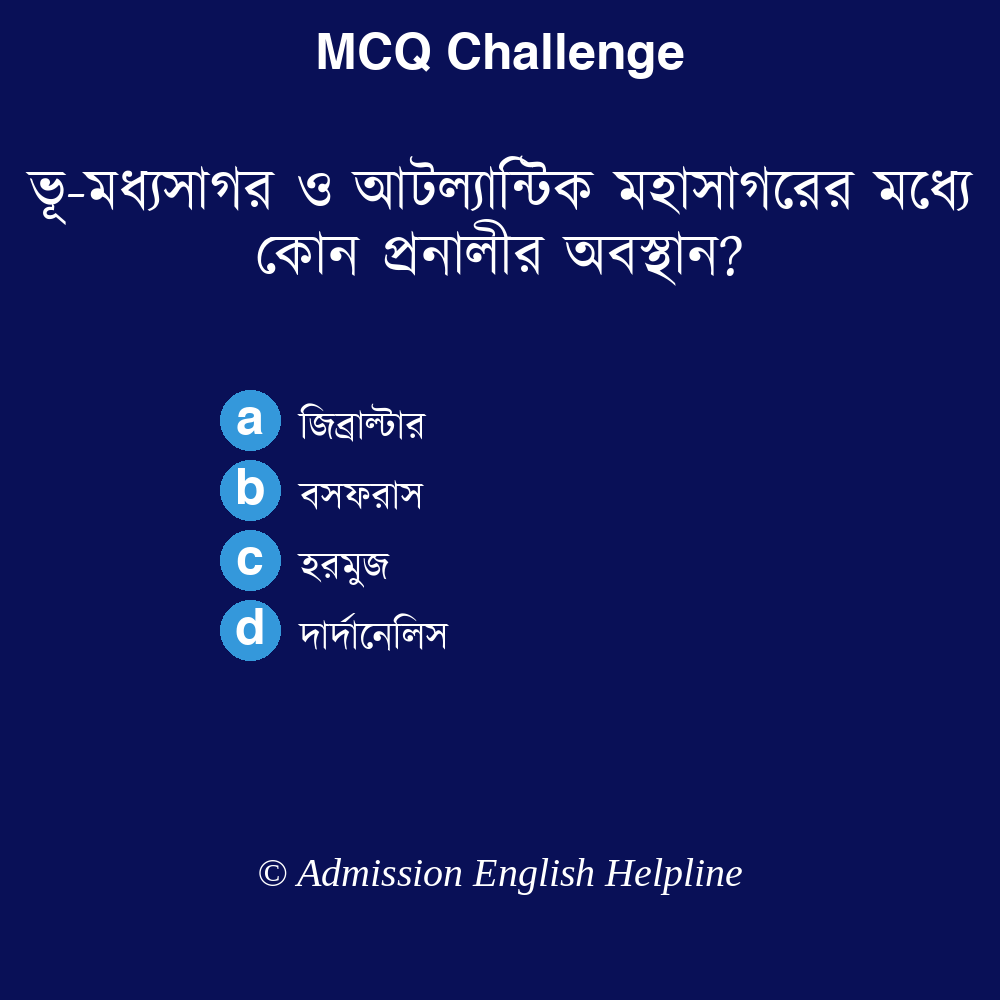 MCQ Challenge
ভূ-মধ্যসাগর ও আটল্যান্টিক মহাসাগরের মধ্যে
কোন প্রনালীর অবস্থান?
a জিব্রাল্টার
b বসফরাস
c হরমুজ
d দার্দানেলিস
© Admission English Helpline